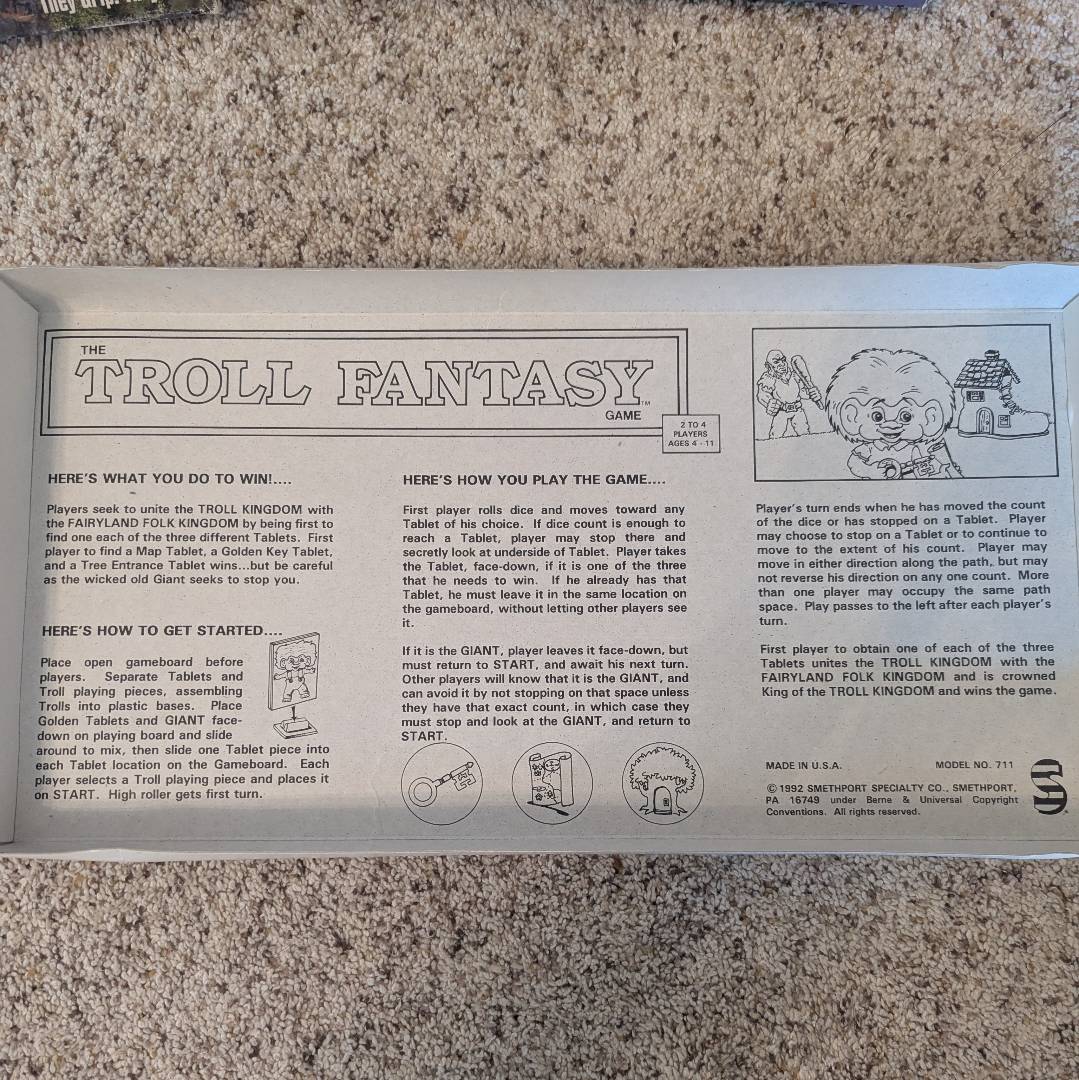 They drip.
THE
TROLL FANTASY™
GAME
2 TO 4
PLAYERS
AGES 4 - 11
HERE'S WHAT YOU DO TO WIN!....
Players seek to unite the TROLL KINGDOM with
the FAIRYLAND FOLK KINGDOM by being first to
find one each of the three different Tablets. First
player to find a Map Tablet, a Golden Key Tablet,
and a Tree Entrance Tablet wins...but be careful
as the wicked old Giant seeks to stop you.
HERE'S HOW TO GET STARTED....
Place open gameboard before
players. Separate Tablets and
Troll playing pieces, assembling
Trolls into plastic bases. Place
Golden Tablets and GIANT face-
down on playing board and slide
around to mix, then slide one Tablet piece into
each Tablet location on the Gameboard. Each
player selects a Troll playing piece and places it
on START. High roller gets first turn.
HERE'S HOW YOU PLAY THE GAME....
First player rolls dice and moves toward any
Tablet of his choice. If dice count is enough to
reach a Tablet, player may stop there and
secretly look at underside of Tablet. Player takes
the Tablet, face-down, if it is one of the three
that he needs to win. If he already has that
Tablet, he must leave it in the same location on
the gameboard, without letting other players see
it.
If it is the GIANT, player leaves it face-down, but
must return to START, and await his next turn.
Other players will know that it is the GIANT, and
can avoid it by not stopping on that space unless
they have that exact count, in which case they
must stop and look at the GIANT, and return to
START.
Player's turn ends when he has moved the count
of the dice or has stopped on a Tablet. Player
may choose to stop on a Tablet or to continue to
move to the extent of his count. Player may
move in either direction along the path, but may
not reverse his direction on any one count. More
than one player may occupy the same path
space. Play passes to the left after each player's
turn.
First player to obtain one of each of the three
Tablets unites the TROLL KINGDOM with the
FAIRYLAND FOLK KINGDOM and is crowned
King of the TROLL KINGDOM and wins the game.
MADE IN U.S.A. MODEL NO. 711
© 1992 SMETHPORT SPECIALTY CO., SMETHPORT,
PA 16749 under Berne & Universal Copyright
Conventions. All rights reserved.